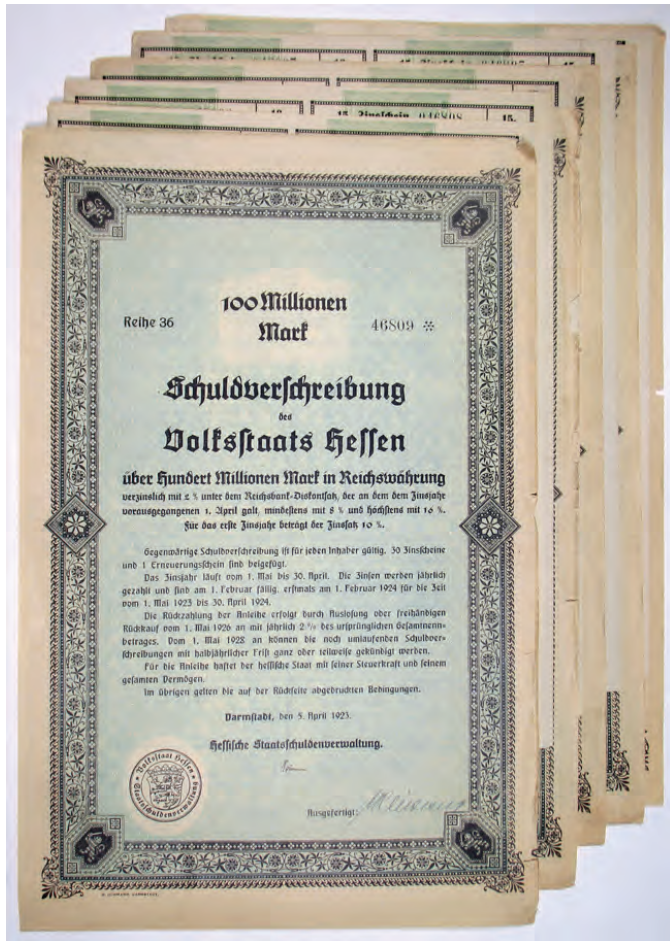 15. Zinsschein
15.
100 Millionen
Mark
Reihe 36
46809 ✻
Schuldverschreibung
des
Volksstaats Hessen
über Hundert Millionen Mark in Reichswährung
verzinslich mit 2 % unter dem Reichsbank-Diskontsatz, der an dem dem Zinsjahr
vorausgegangenen 1. April galt, mindestens mit 8 % und höchstens mit 16 %.
Für das erste Zinsjahr beträgt der Zinssatz 10 %.
Gegenwärtige Schuldverschreibung ist für jeden Inhaber gültig. 30 Zinsscheine
und 1 Erneuerungsschein sind beigefügt.
Das Zinsjahr läuft vom 1. Mai bis 30. April. Die Zinsen werden jährlich
gezahlt und sind am 1. Februar fällig, erstmals am 1. Februar 1924 für die Zeit
vom 1. Mai 1923 bis 30. April 1924.
Die Rückzahlung der Anleihe erfolgt durch Auslosung oder freihändigen
Rückkauf vom 1. Mai 1926 an mit jährlich 2 % des ursprünglichen Gesamtnenn-
betrages. Vom 1. Mai 1928 an können die noch umlaufenden Schuldver-
schreibungen mit halbjährlicher Frist ganz oder teilweise gekündigt werden.
Für die Anleihe haftet der hessische Staat mit seiner Steuerkraft und seinem
gesamten Vermögen.
Im übrigen gelten die auf der Rückseite abgedruckten Bedingungen.
Darmstadt, den 5. April 1923.
Hessische Staatsschuldenverwaltung.
Volksstaat Hessen
Staatsschuldenverwaltung
Ausgefertigt: